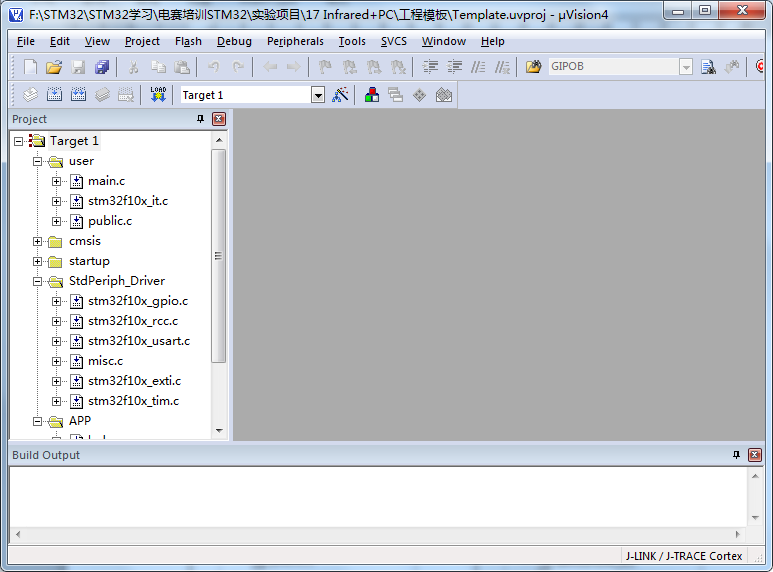 F:\STM32\STM32学习\电赛培训STM32\实验项目\17 Infrared+PC\工程模板\Template.uvproj - µVision4
File Edit View Project Flash Debug Peripherals Tools SVCS Window Help
GIPOB
LOAD
Target 1
Project
Target 1
user
main.c
stm32f10x_it.c
public.c
cmsis
startup
StdPeriph_Driver
stm32f10x_gpio.c
stm32f10x_rcc.c
stm32f10x_usart.c
misc.c
stm32f10x_exti.c
stm32f10x_tim.c
APP
Build Output
J-LINK / J-TRACE Cortex